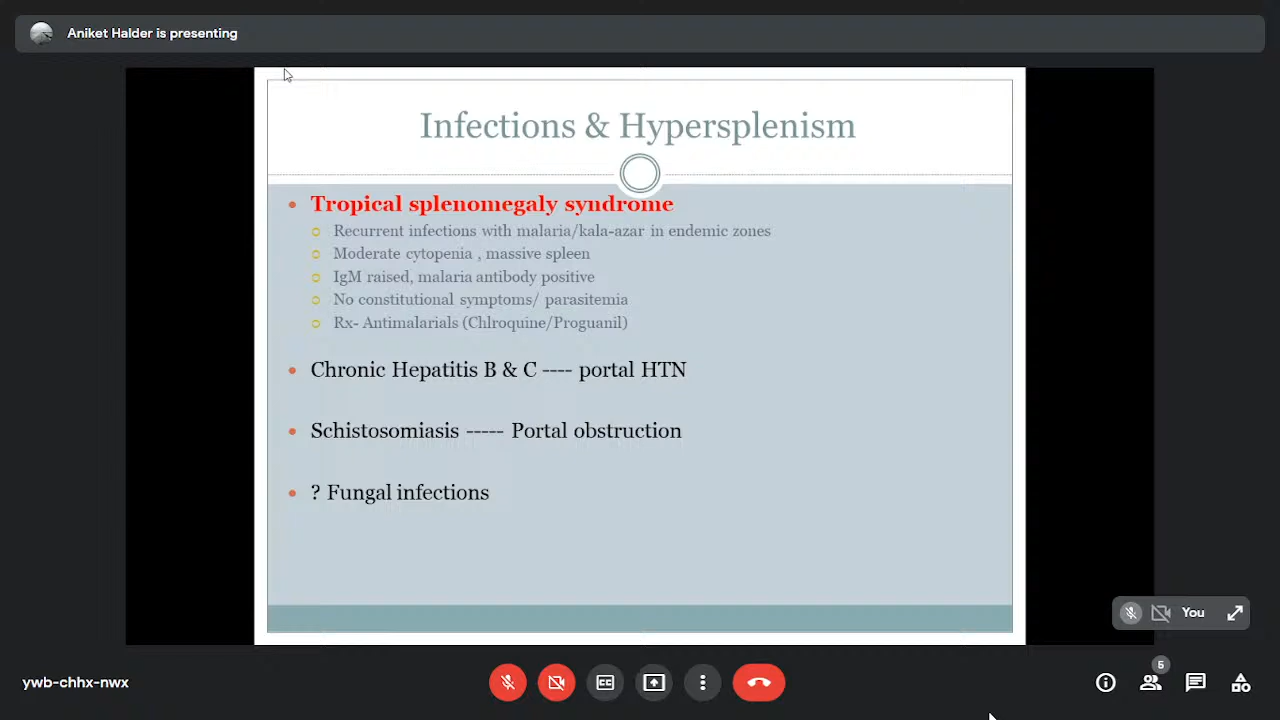 Aniket Halder is presenting
Infections & Hypersplenism
• Tropical splenomegaly syndrome
○ Recurrent infections with malaria/kala-azar in endemic zones
○ Moderate cytopenia , massive spleen
○ IgM raised, malaria antibody positive
○ No constitutional symptoms/ parasitemia
○ Rx- Antimalarials (Chlroquine/Proguanil)
• Chronic Hepatitis B & C ---- portal HTN
• Schistosomiasis ----- Portal obstruction
• ? Fungal infections
You
ywb-chhx-nwx
CC
5